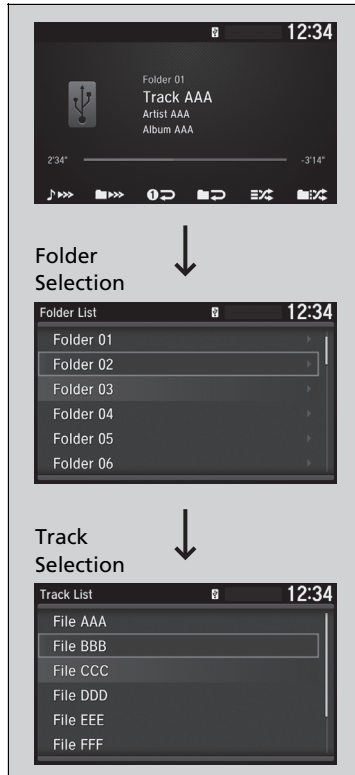 12:34
Folder 01
Track AAA
Artist AAA
Album AAA
2'34" -3'14"
Folder
Selection
Folder List 12:34
Folder 01
Folder 02
Folder 03
Folder 04
Folder 05
Folder 06
Track
Selection
Track List 12:34
File AAA
File BBB
File CCC
File DDD
File EEE
File FFF